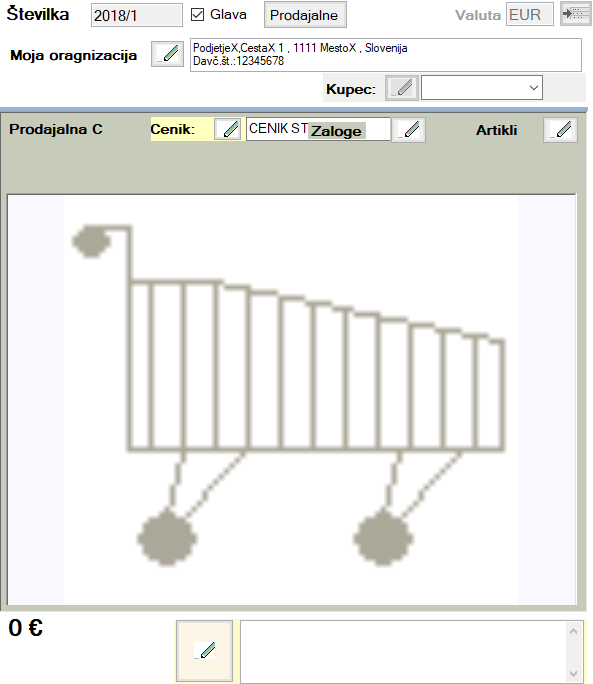 Številka 2018/1 Glava Prodajalne Valuta EUR
Moja oragnizacija
PodjetjeX,CestaX 1 , 1111 MestoX , Slovenija
Davč.št.:12345678
Kupec:
Prodajalna C Cenik: CENIK ST Zaloge Artikli
0 €